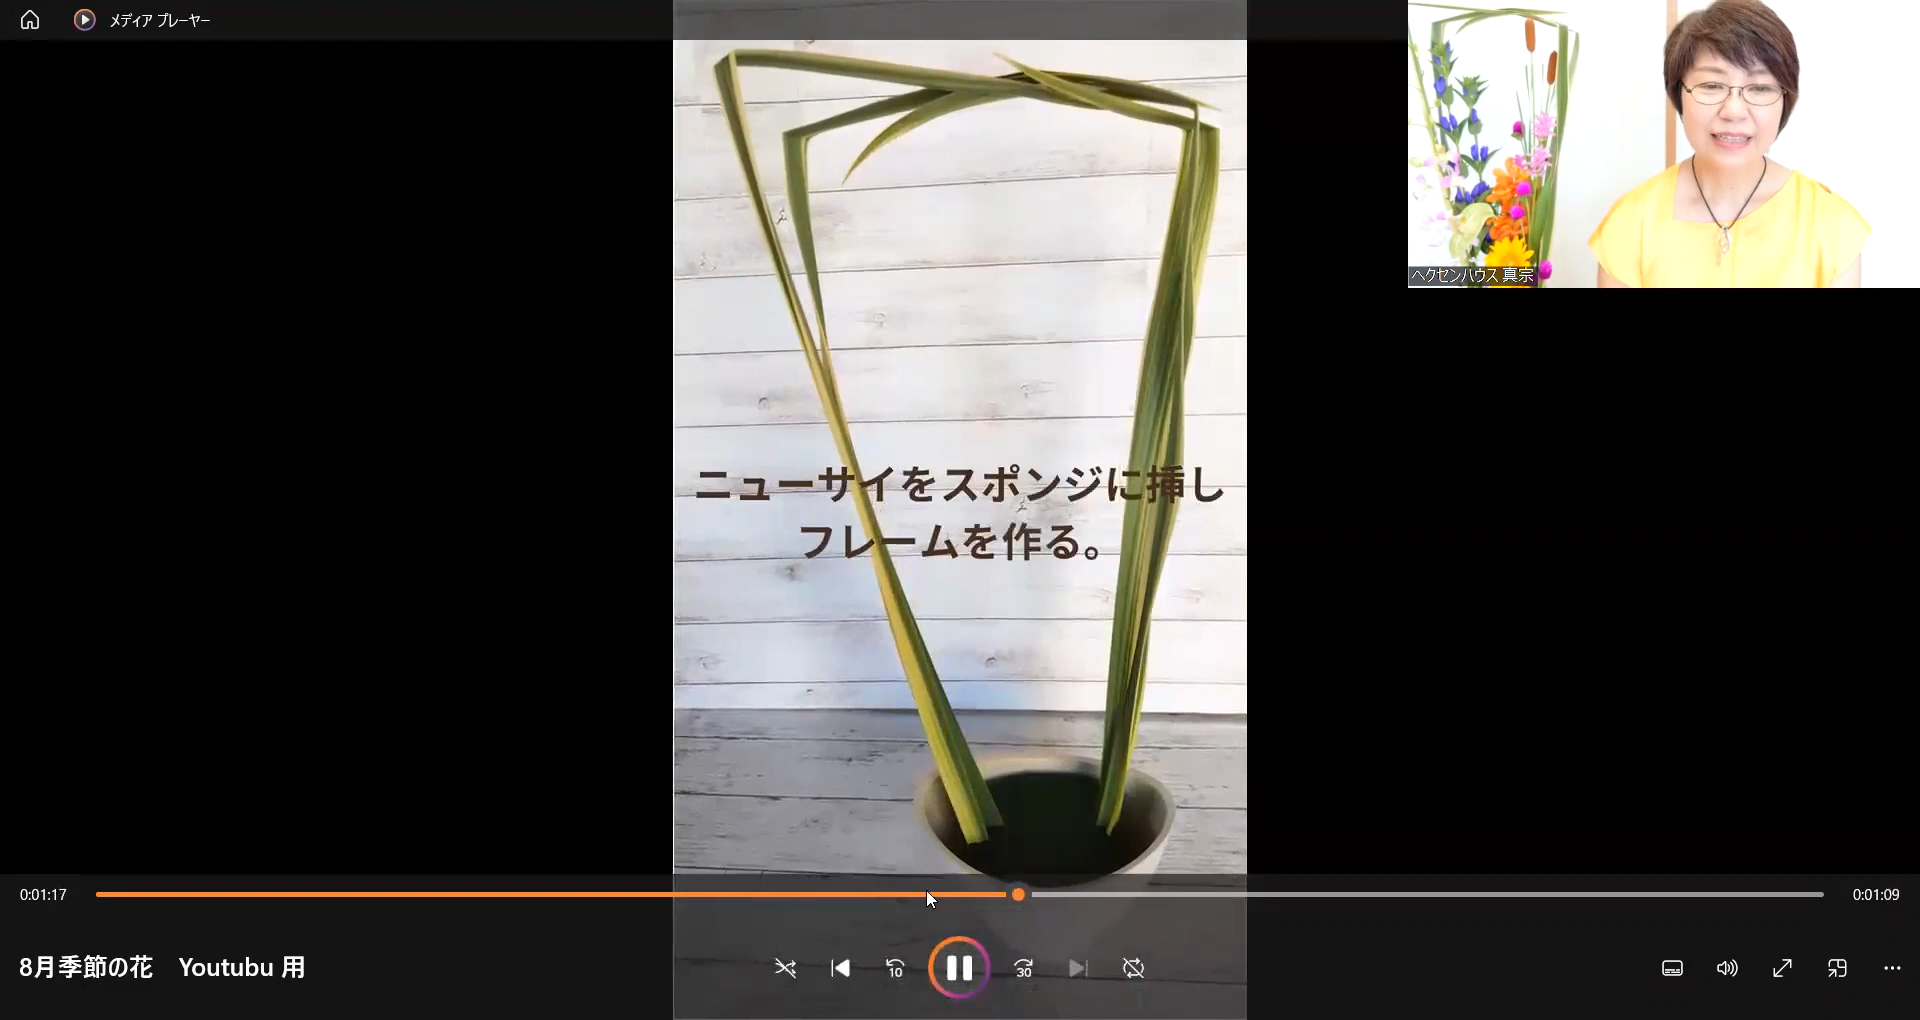 メディア プレーヤー
ヘクセンハウス 真宗
ニューサイをスポンジに挿し
フレームを作る。
0:01:17
0:01:09
8月季節の花　Youtubu 用
10
30